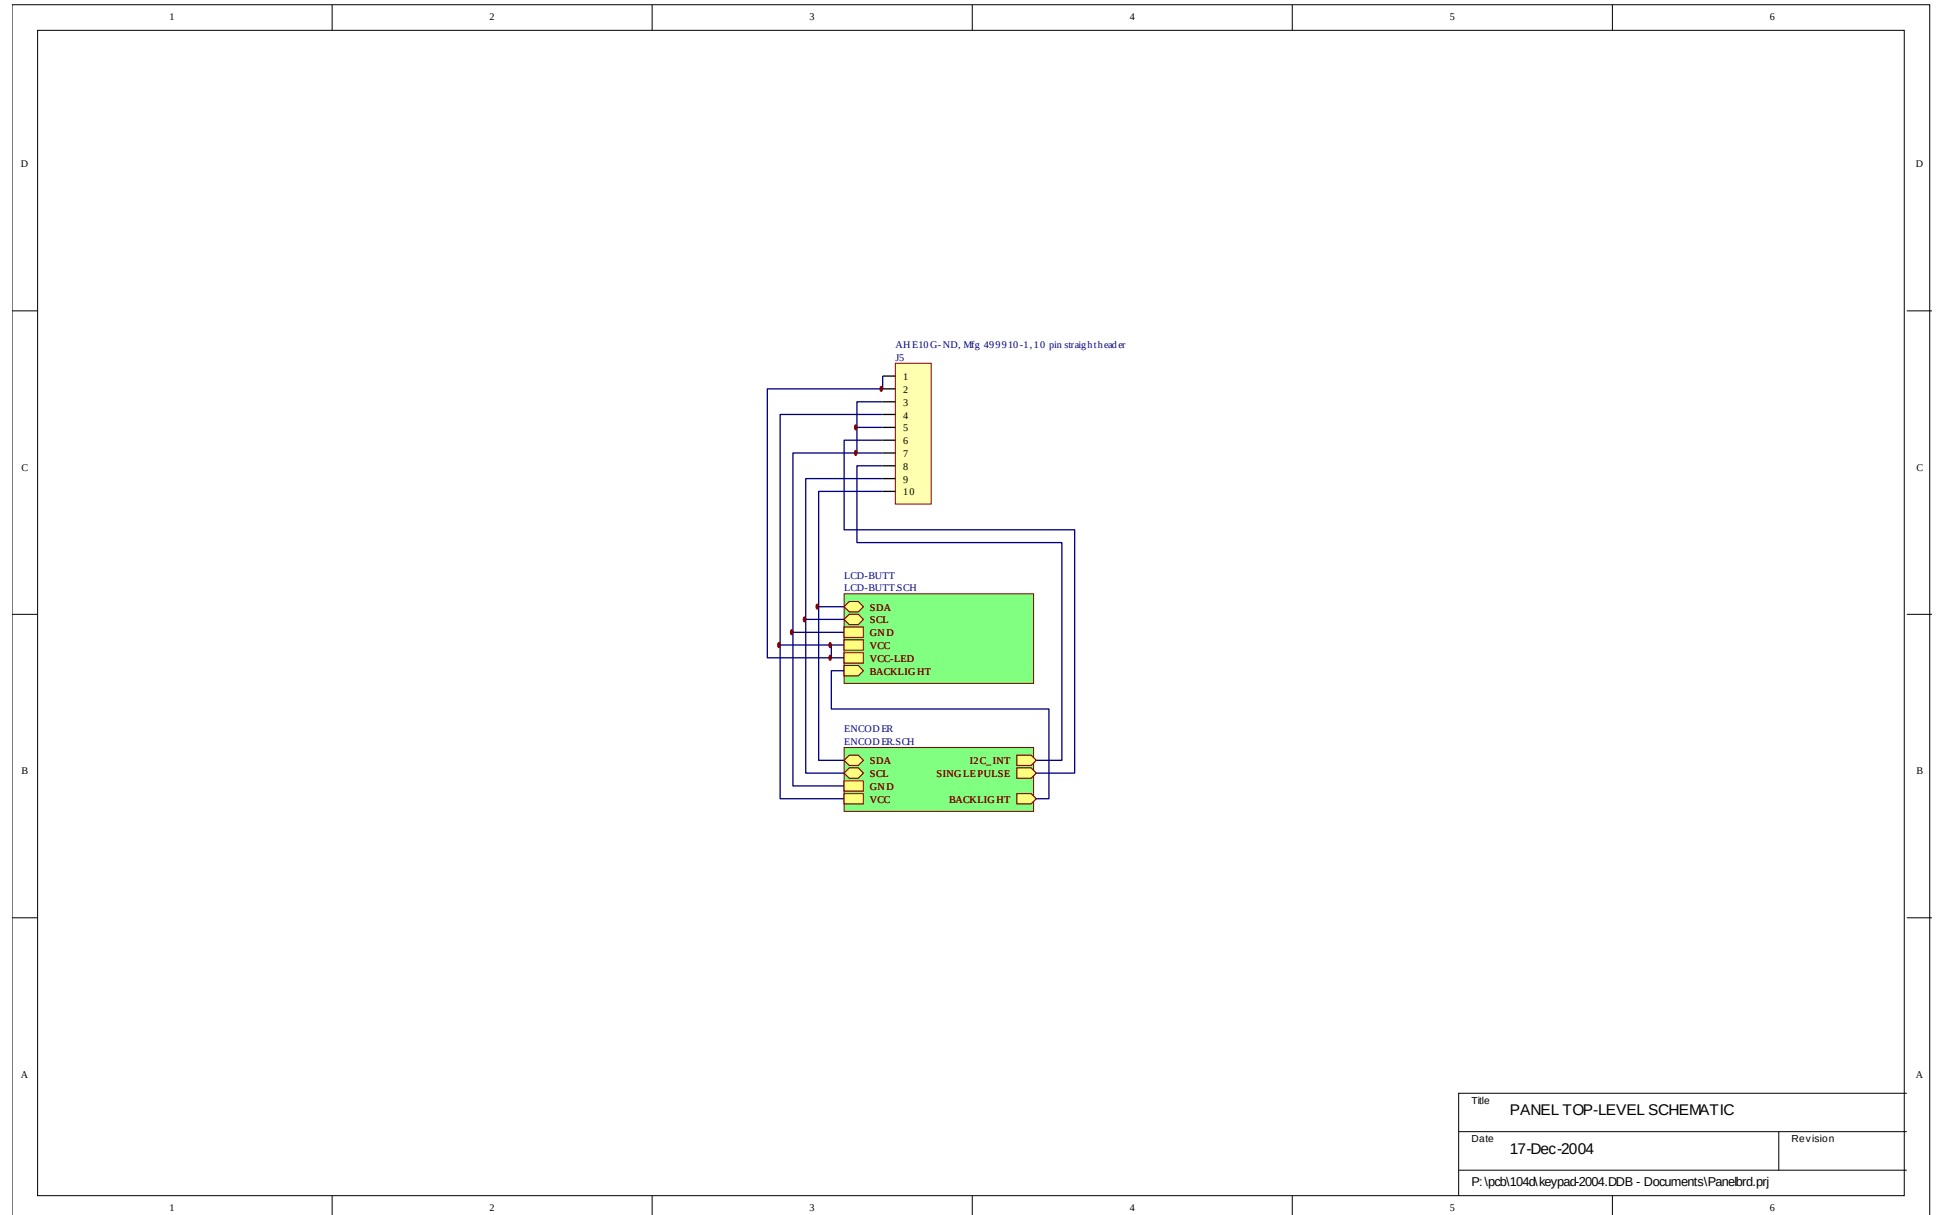 1 2 3 4 5 6
D D
AHE10G-ND, Mfg 499910-1, 10 pin straight header
J5
1
2
3
4
5
6
7
8
9
10
C C
LCD-BUTT
LCD-BUTT.SCH
SDA
SCL
GND
VCC
VCC-LED
BACKLIGHT
ENCODER
ENCODER.SCH
SDA I2C_INT
SCL SINGLEPULSE
GND
VCC BACKLIGHT
B B
A A
Title PANEL TOP-LEVEL SCHEMATIC
Date 17-Dec-2004 Revision
P:\pcb\104d\keypad-2004.DDB - Documents\Panelbrd.prj
1 2 3 4 5 6